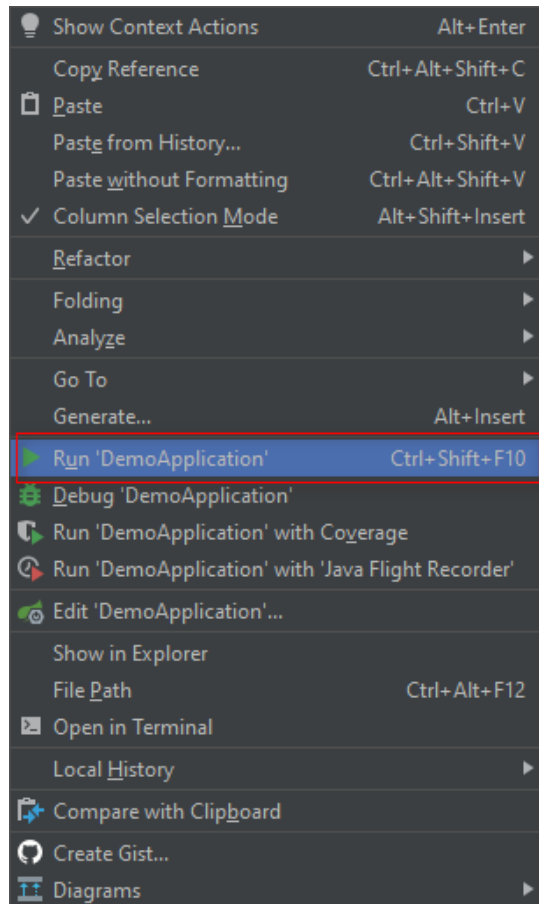 Show Context Actions Alt+Enter
Copy Reference Ctrl+Alt+Shift+C
Paste Ctrl+V
Paste from History... Ctrl+Shift+V
Paste without Formatting Ctrl+Alt+Shift+V
Column Selection Mode Alt+Shift+Insert
Refactor
Folding
Analyze
Go To
Generate... Alt+Insert
Run 'DemoApplication' Ctrl+Shift+F10
Debug 'DemoApplication'
Run 'DemoApplication' with Coverage
Run 'DemoApplication' with 'Java Flight Recorder'
Edit 'DemoApplication'...
Show in Explorer
File Path Ctrl+Alt+F12
Open in Terminal
Local History
Compare with Clipboard
Create Gist...
Diagrams